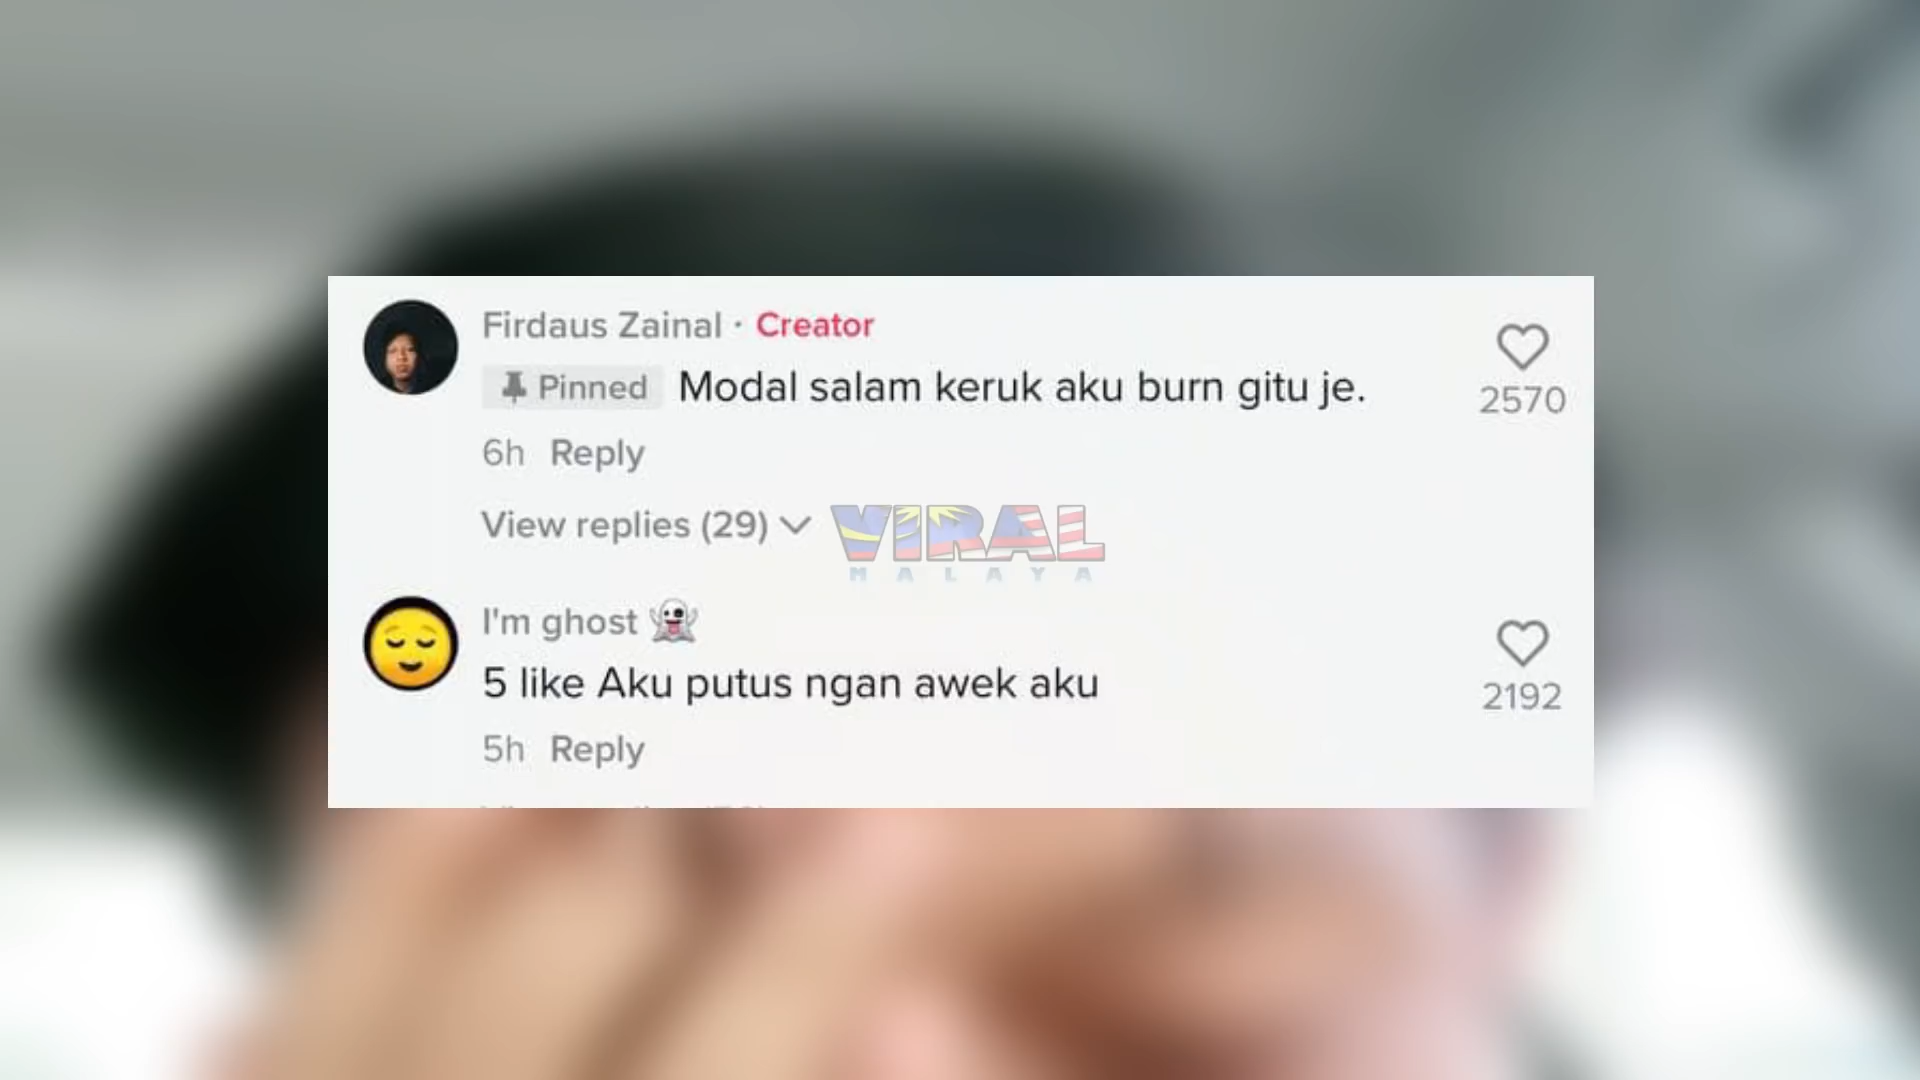 Firdaus Zainal · Creator
Pinned Modal salam keruk aku burn gitu je.
2570
6h Reply
View replies (29)
VIRAL
MALAYA
I'm ghost 👻
5 like Aku putus ngan awek aku
2192
5h Reply